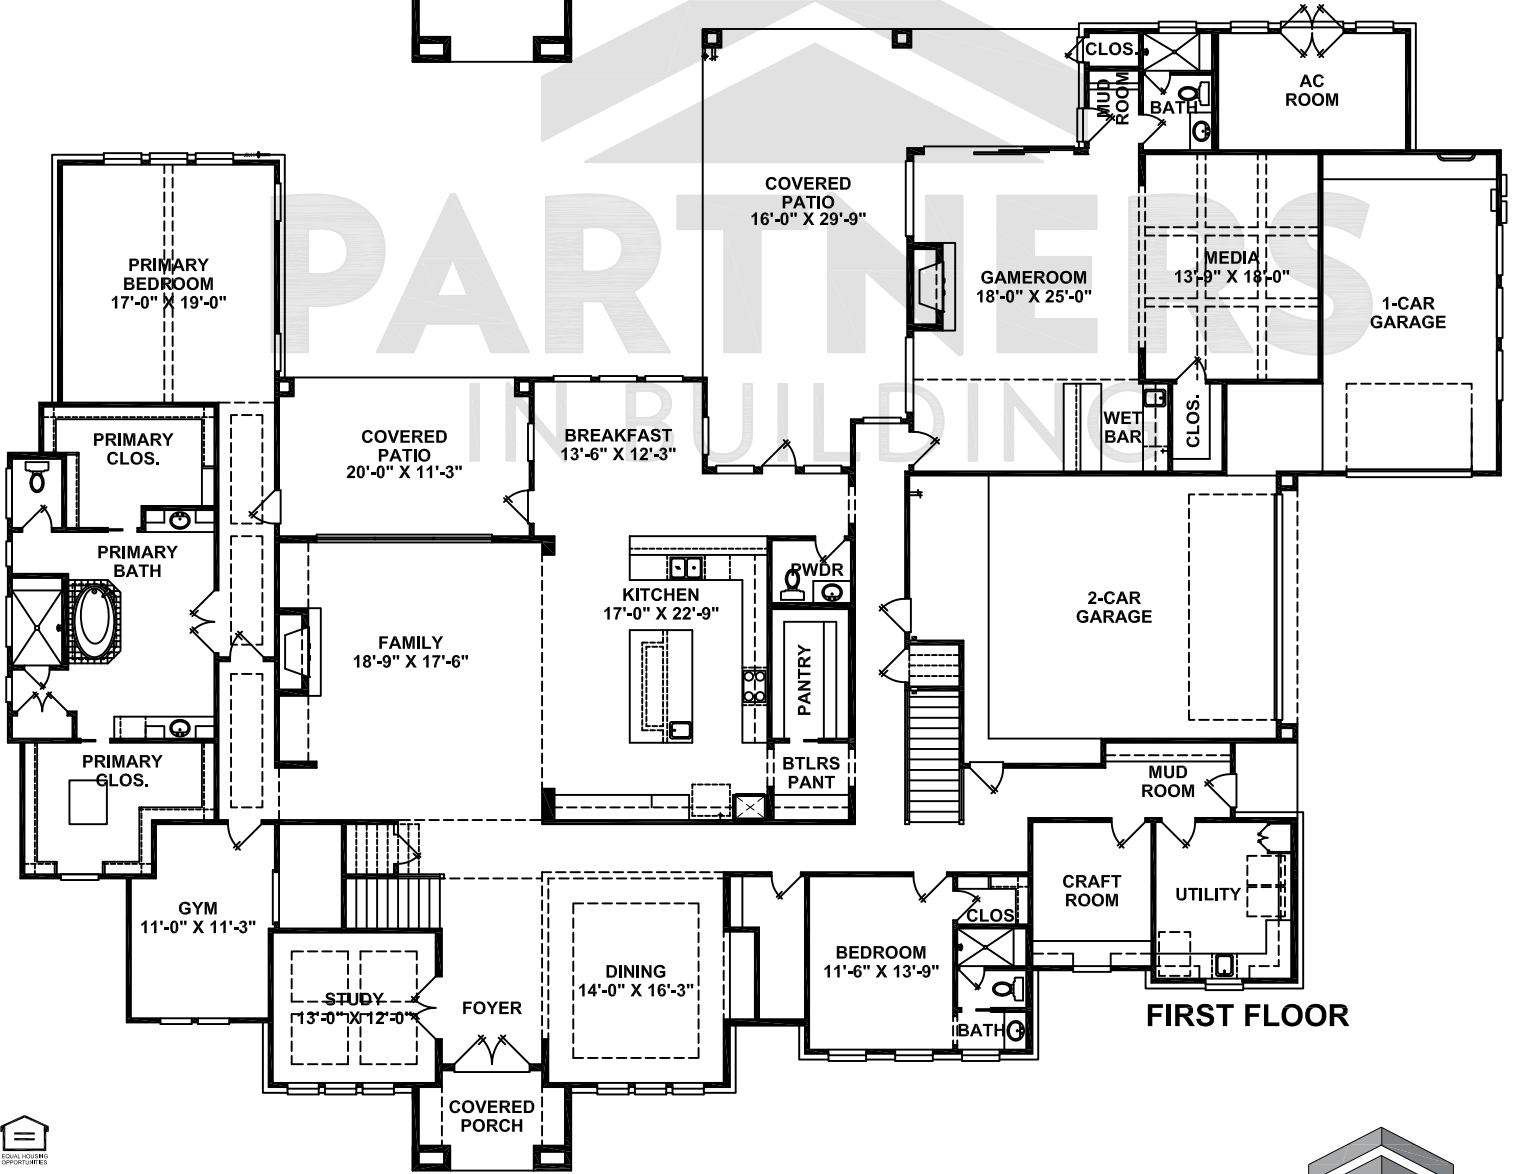 CLOS.
MUD
ROOM
BATH
AC
ROOM
COVERED
PATIO
16'-0" X 29'-9"
PARTNERS
IN BUILDING
PRIMARY
BEDROOM
17'-0" X 19'-0"
GAMEROOM
18'-0" X 25'-0"
MEDIA
13'-9" X 18'-0"
1-CAR
GARAGE
PRIMARY
CLOS.
COVERED
PATIO
20'-0" X 11'-3"
BREAKFAST
13'-6" X 12'-3"
WET
BAR
CLOS.
PRIMARY
BATH
PWDR
KITCHEN
17'-0" X 22'-9"
2-CAR
GARAGE
FAMILY
18'-9" X 17'-6"
PANTRY
PRIMARY
CLOS.
BTLRS
PANT
MUD
ROOM
GYM
11'-0" X 11'-3"
CRAFT
ROOM
UTILITY
CLOS
BEDROOM
11'-6" X 13'-9"
DINING
14'-0" X 16'-3"
STUDY
13'-0" X 12'-0"
FOYER
BATH
FIRST FLOOR
COVERED
PORCH
EQUAL HOUSING
OPPORTUNITIES